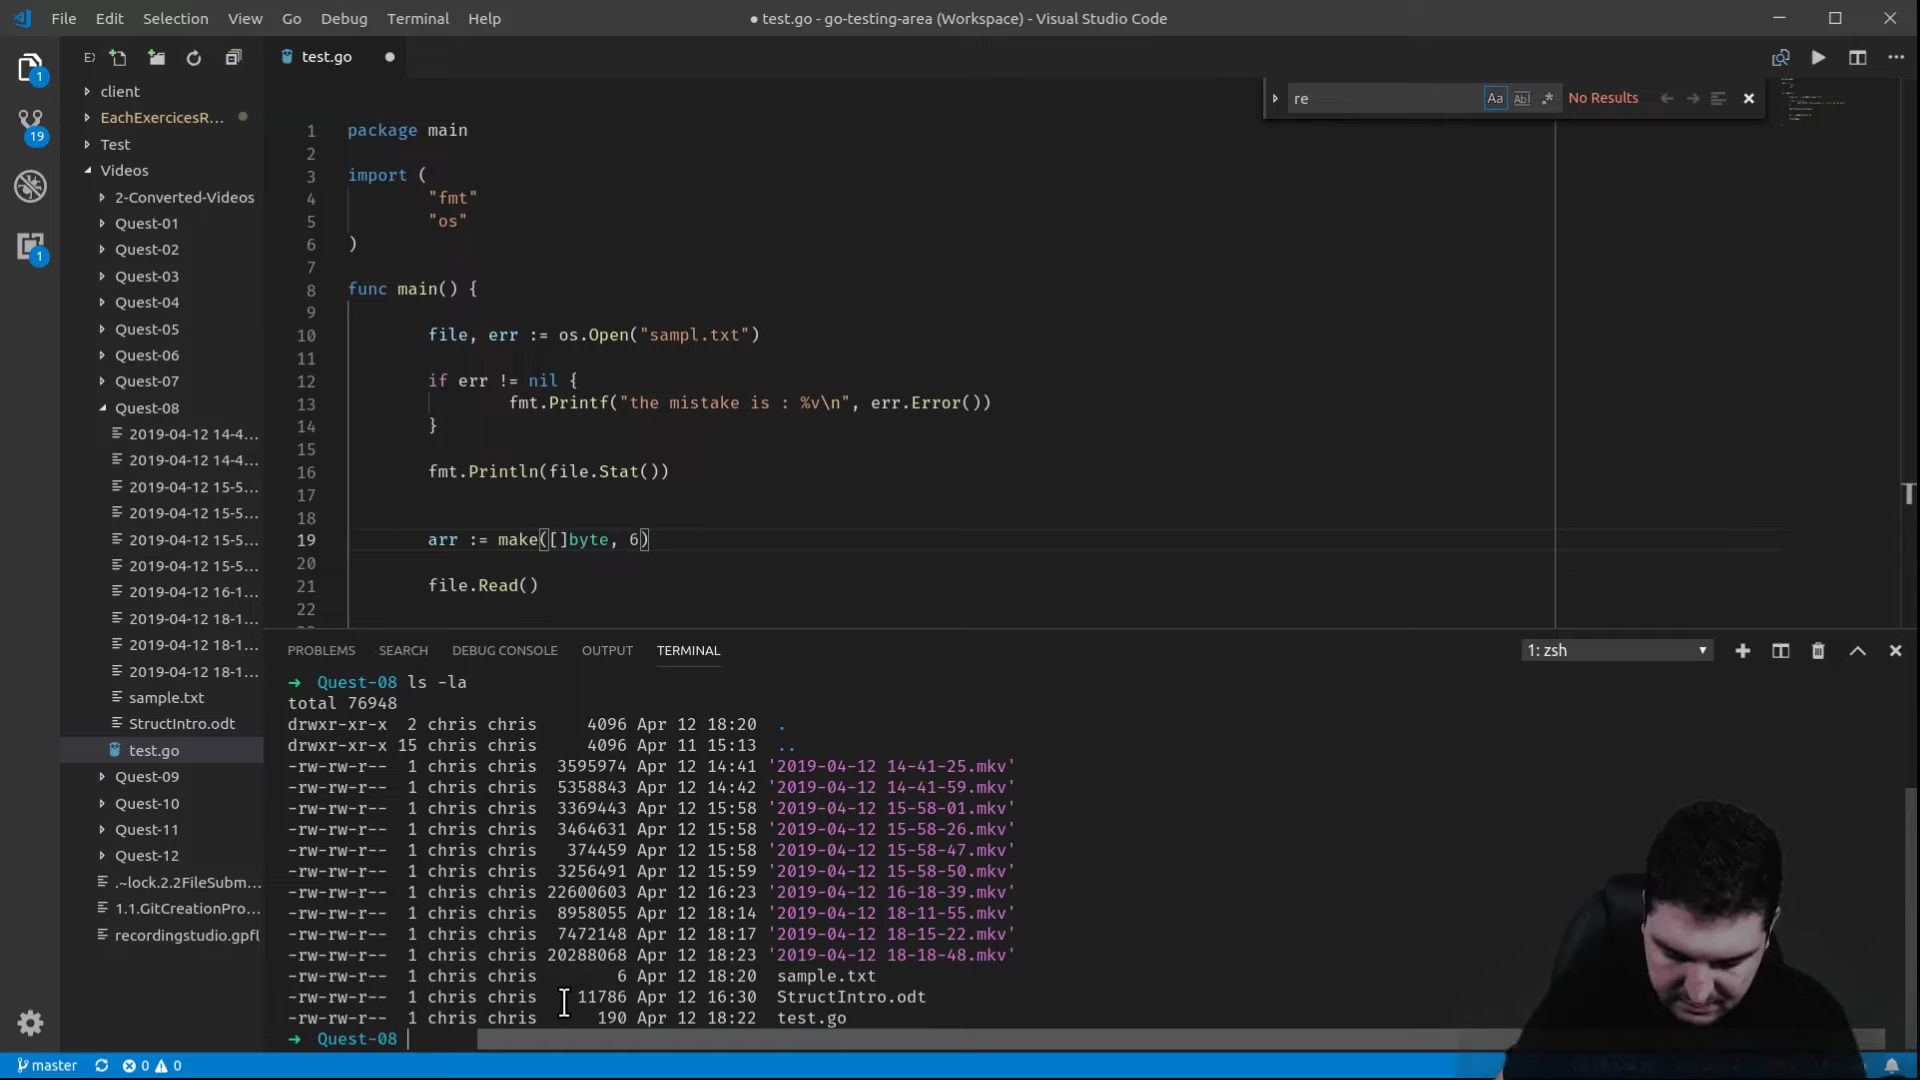 File Edit Selection View Go Debug Terminal Help
● test.go - go-testing-area (Workspace) - Visual Studio Code
test.go
re
Aa
No Results
client
EachExercicesR...
Test
Videos
2-Converted-Videos
Quest-01
Quest-02
Quest-03
Quest-04
Quest-05
Quest-06
Quest-07
Quest-08
2019-04-12 14-4...
2019-04-12 14-4...
2019-04-12 15-5...
2019-04-12 15-5...
2019-04-12 15-5...
2019-04-12 15-5...
2019-04-12 16-1...
2019-04-12 18-1...
2019-04-12 18-1...
2019-04-12 18-1...
sample.txt
StructIntro.odt
test.go
Quest-09
Quest-10
Quest-11
Quest-12
.~lock.2.2FileSubm...
1.1.GitCreationPro...
recordingstudio.gpfl
1
19
1
1 package main
2
3 import (
4 "fmt"
5 "os"
6 )
7
8 func main() {
9
10 file, err := os.Open("sampl.txt")
11
12 if err != nil {
13 fmt.Printf("the mistake is : %v\n", err.Error())
14 }
15
16 fmt.Println(file.Stat())
17
18
19 arr := make([]byte, 6)
20
21 file.Read()
22
PROBLEMS SEARCH DEBUG CONSOLE OUTPUT TERMINAL
1: zsh
➜ Quest-08 ls -la
total 76948
drwxr-xr-x 2 chris chris 4096 Apr 12 18:20 .
drwxr-xr-x 15 chris chris 4096 Apr 11 15:13 ..
-rw-rw-r-- 1 chris chris 3595974 Apr 12 14:41 '2019-04-12 14-41-25.mkv'
-rw-rw-r-- 1 chris chris 5358843 Apr 12 14:42 '2019-04-12 14-41-59.mkv'
-rw-rw-r-- 1 chris chris 3369443 Apr 12 15:58 '2019-04-12 15-58-01.mkv'
-rw-rw-r-- 1 chris chris 3464631 Apr 12 15:58 '2019-04-12 15-58-26.mkv'
-rw-rw-r-- 1 chris chris 374459 Apr 12 15:58 '2019-04-12 15-58-47.mkv'
-rw-rw-r-- 1 chris chris 3256491 Apr 12 15:59 '2019-04-12 15-58-50.mkv'
-rw-rw-r-- 1 chris chris 22600603 Apr 12 16:23 '2019-04-12 16-18-39.mkv'
-rw-rw-r-- 1 chris chris 8958055 Apr 12 18:14 '2019-04-12 18-11-55.mkv'
-rw-rw-r-- 1 chris chris 7472148 Apr 12 18:17 '2019-04-12 18-15-22.mkv'
-rw-rw-r-- 1 chris chris 20288068 Apr 12 18:23 '2019-04-12 18-18-48.mkv'
-rw-rw-r-- 1 chris chris 6 Apr 12 18:20 sample.txt
-rw-rw-r-- 1 chris chris 11786 Apr 12 16:30 StructIntro.odt
-rw-rw-r-- 1 chris chris 190 Apr 12 18:22 test.go
➜ Quest-08
master 0 0